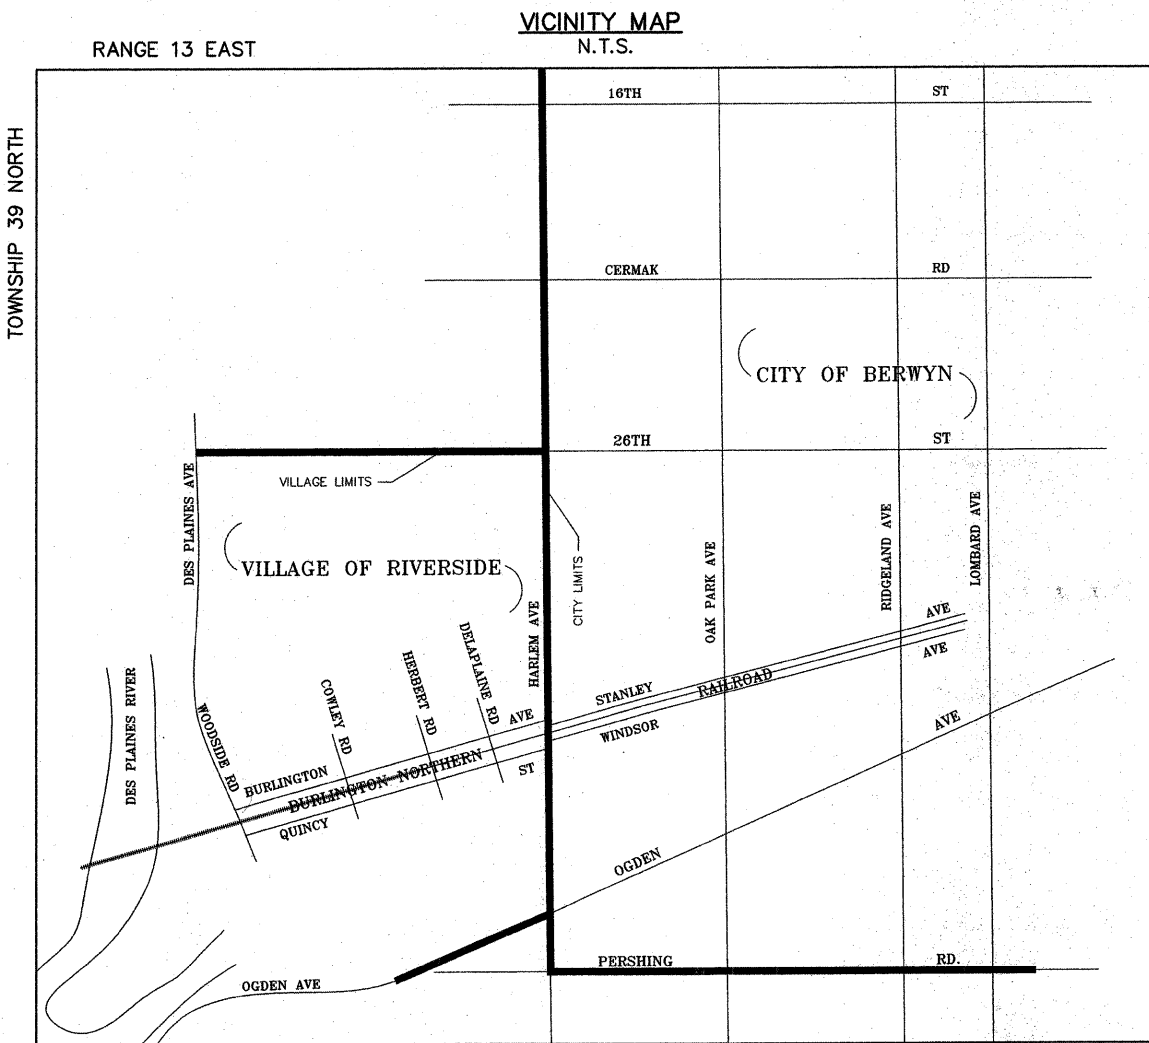 VICINITY MAP
N.T.S.
RANGE 13 EAST
TOWNSHIP 39 NORTH
16TH ST
CERMAK RD
CITY OF BERWYN
26TH ST
VILLAGE LIMITS
DES PLAINES AVE
VILLAGE OF RIVERSIDE
CITY LIMITS
HARLEM AVE
OAK PARK AVE
RIDGELAND AVE
LOMBARD AVE
DES PLAINES RIVER
WOODSIDE RD
COWLEY RD
HERBERT RD
DELAPLAINE RD
BURLINGTON AVE
STANLEY AVE
BURLINGTON NORTHERN RAILROAD
QUINCY ST
WINDSOR AVE
OGDEN AVE
PERSHING RD.
OGDEN AVE